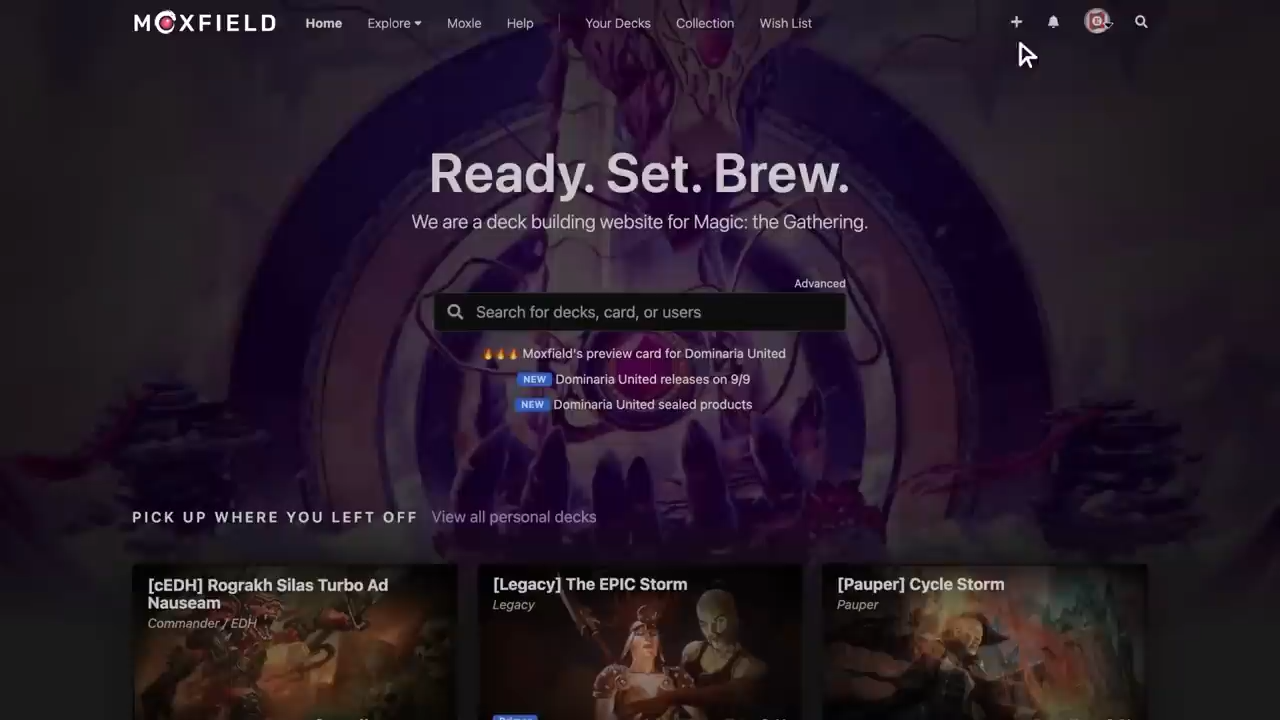 MOXFIELD
Home
Explore
Moxie
Help
Your Decks
Collection
Wish List
Ready. Set. Brew.
We are a deck building website for Magic: the Gathering.
Advanced
Search for decks, card, or users
🔥🔥🔥 Moxfield's preview card for Dominaria United
NEW Dominaria United releases on 9/9
NEW Dominaria United sealed products
PICK UP WHERE YOU LEFT OFF View all personal decks
[cEDH] Rograkh Silas Turbo Ad
Nauseam
Commander / EDH
[Legacy] The EPIC Storm
Legacy
[Pauper] Cycle Storm
Pauper